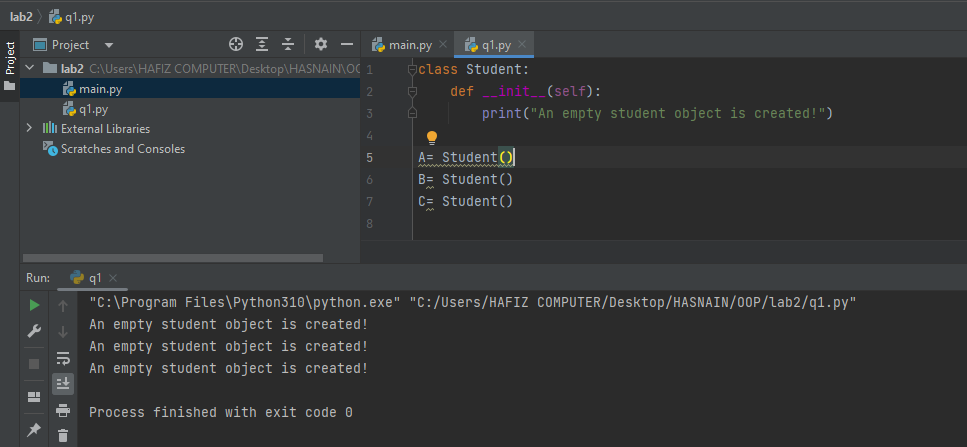 lab2 q1.py
Project
Project
main.py q1.py
lab2 C:\Users\HAFIZ COMPUTER\Desktop\HASNAIN\OO
main.py
q1.py
External Libraries
Scratches and Consoles
1 class Student:
2 def __init__(self):
3 print("An empty student object is created!")
4
5 A= Student()
6 B= Student()
7 C= Student()
8
Run: q1
"C:\Program Files\Python310\python.exe" "C:/Users/HAFIZ COMPUTER/Desktop/HASNAIN/OOP/lab2/q1.py"
An empty student object is created!
An empty student object is created!
An empty student object is created!
Process finished with exit code 0